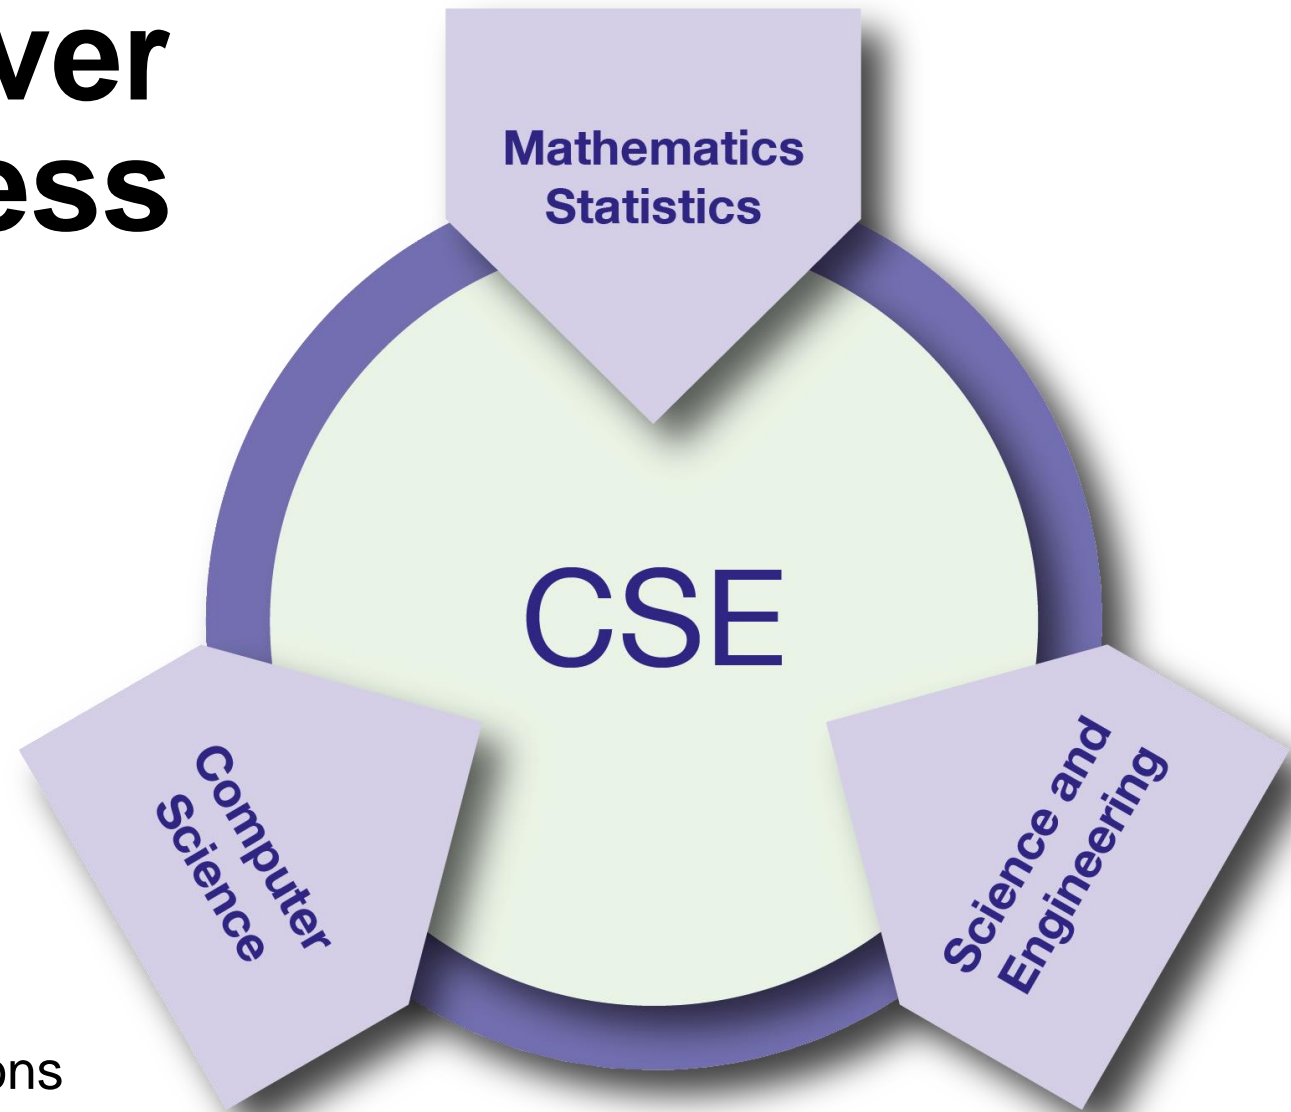 ver
ess
Mathematics
Statistics
CSE
Computer
Science
Science and
Engineering
ons